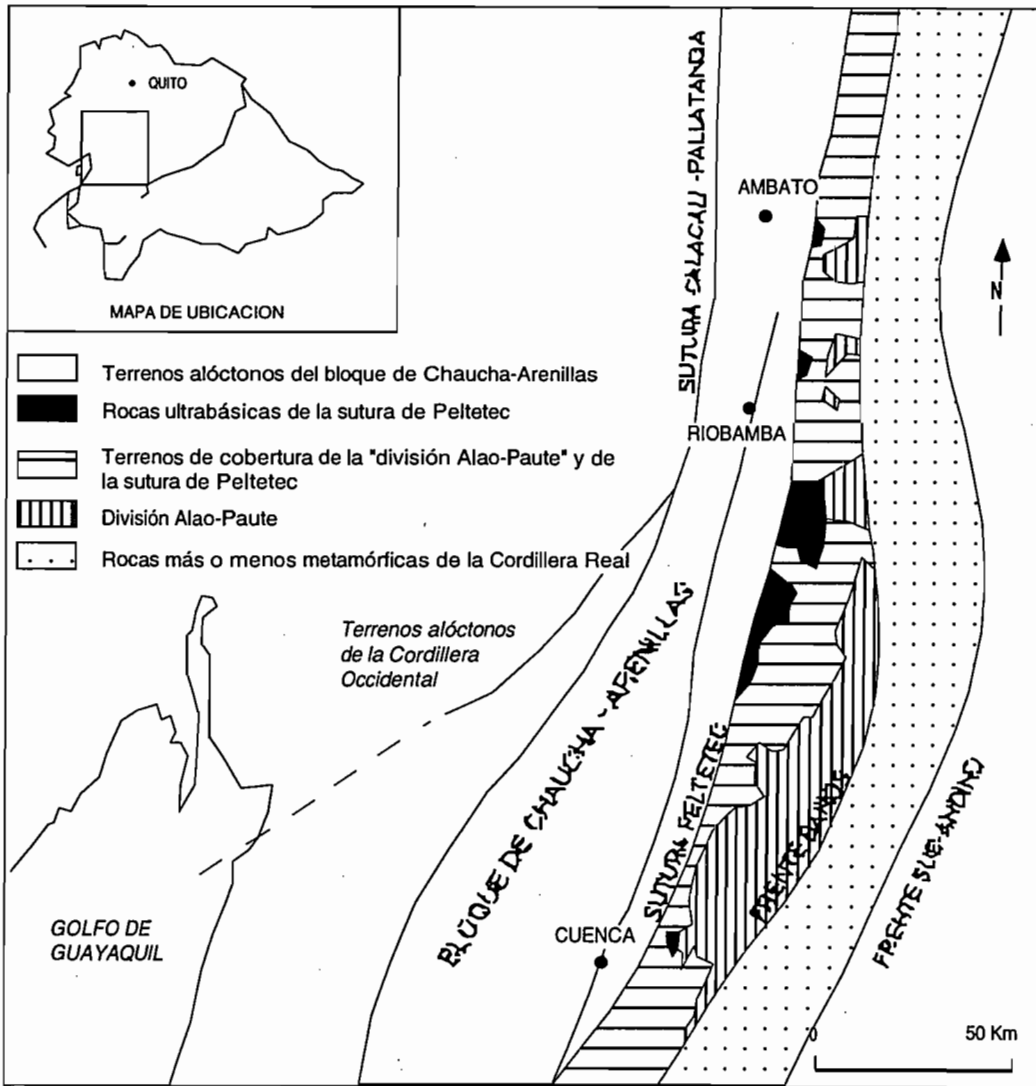 QUITO
MAPA DE UBICACION
Terrenos alóctonos del bloque de Chaucha-Arenillas
Rocas ultrabásicas de la sutura de Peltetec
Terrenos de cobertura de la "división Alao-Paute" y de
la sutura de Peltetec
División Alao-Paute
Rocas más o menos metamórficas de la Cordillera Real
SUTURA CALACALI-PALLATANGA
AMBATO
N
RIOBAMBA
Terrenos alóctonos
de la Cordillera
Occidental
BLOQUE DE CHAUCHA - ARENILLAS
SUTURA PELTETEC
FRENTE BANOS
FRENTE SUB-ANDINO
GOLFO DE
GUAYAQUIL
CUENCA
0 50 Km